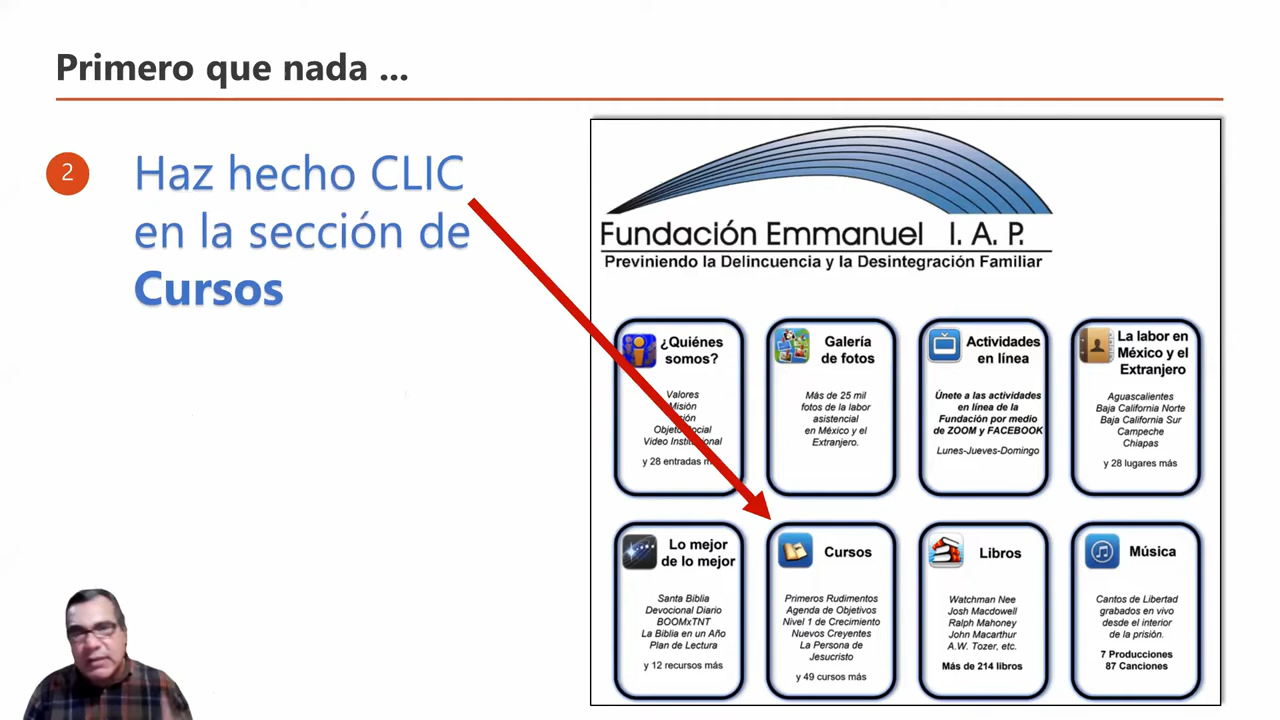 Primero que nada ...
2
Haz hecho CLIC
en la sección de
Cursos
Fundación Emmanuel I. A. P.
Previniendo la Delincuencia y la Desintegración Familiar
¿Quiénes
somos?
Valores
Misión
Objeto Social
Video Institucional
y 28 entradas
Galería
de fotos
Más de 25 mil
fotos de la labor
asistencial
en México y el
Extranjero.
Actividades
en línea
Únete a las actividades
en línea de la
Fundación por medio
de ZOOM y FACEBOOK
Lunes-Jueves-Domingo
La labor en
México y el
Extranjero
Aguascalientes
Baja California Norte
Baja California Sur
Campeche
Chiapas
y 28 lugares más
Lo mejor
de lo mejor
Santa Biblia
Devocional Diario
BOOMxTNT
La Biblia en un Año
Plan de Lectura
y 12 recursos más
Cursos
Primeros Rudimentos
Agenda de Objetivos
Nivel 1 de Crecimiento
Nuevos Creyentes
La Persona de
Jesucristo
y 49 cursos más
Libros
Watchman Nee
Josh Macdowell
Ralph Mahoney
John Macarthur
A.W. Tozer, etc.
Más de 214 libros
Música
Cantos de Libertad
grabados en vivo
desde el interior
de la prisión.
7 Producciones
87 Canciones